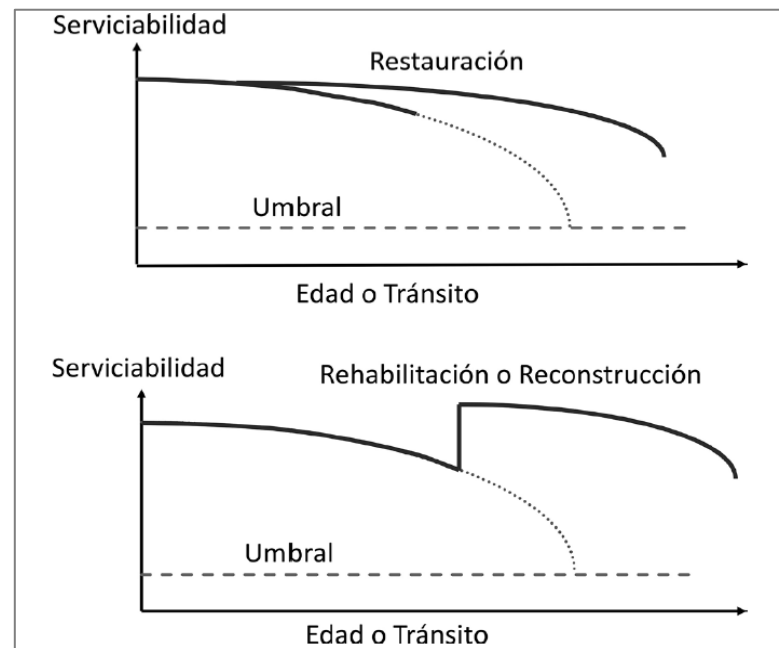 Serviciabilidad
Restauración
Umbral
Edad o Tránsito
Serviciabilidad
Rehabilitación o Reconstrucción
Umbral
Edad o Tránsito